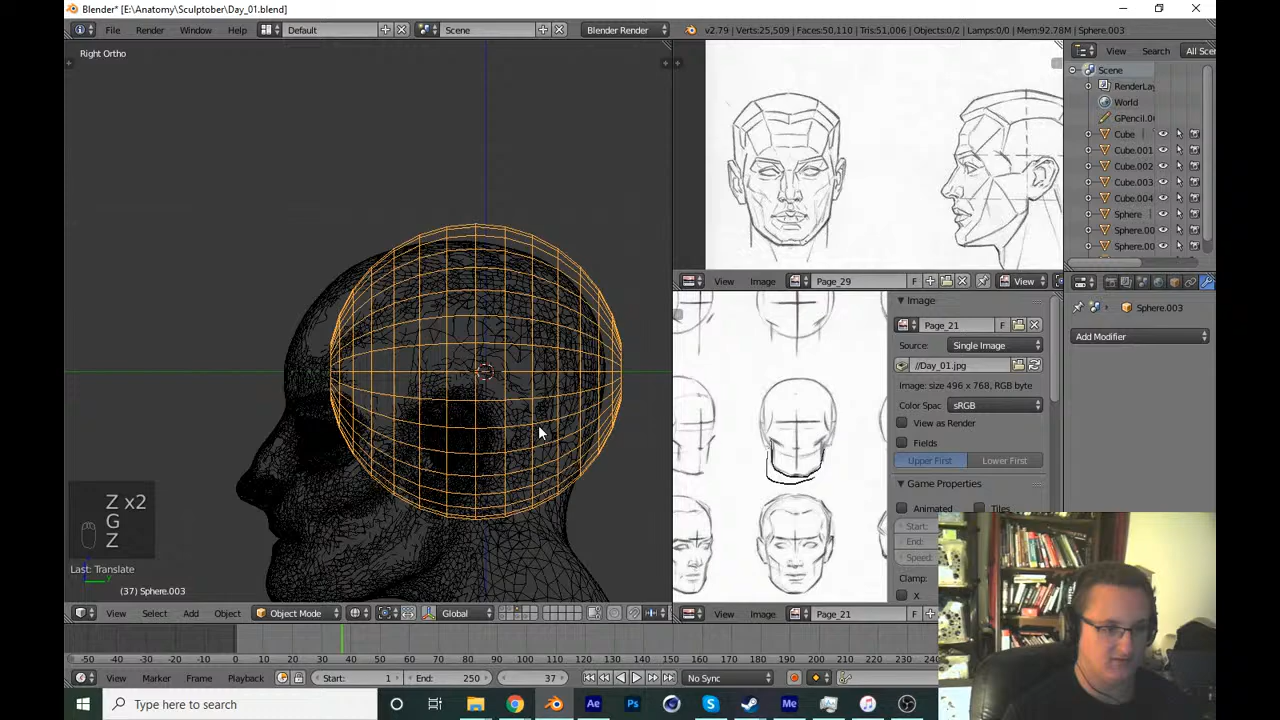 Blender* [E:\Anatomy\Sculptober\Day_01.blend]
File Render Window Help Default Scene Blender Render v2.79 | Verts:25,509 | Faces:50,110 | Tris:51,006 | Objects:0/2 | Lamps:0/0 | Mem:92.78M | Sphere.003
Right Ortho
View Search All Scen
Scene
RenderLay
World
GPencil.0
Cube
Cube.001
Cube.002
Cube.003
Cube.004
Sphere
Sphere.00
Sphere.00
View Image Page_29 F View
Image
Page_21 F
Source: Single Image
//Day_01.jpg
Image: size 496 x 768, RGB byte
Color Spac sRGB
View as Render
Fields
Upper First Lower First
Game Properties
Animated Tiles
Start:
End:
Speed:
Clamp:
X
Sphere.003
Add Modifier
Z x2
G
Z
Last: Translate
(37) Sphere.003
View Select Add Object Object Mode Global
View Image Page_21 F
-50 -40 -30 -20 -10 0 10 20 30 40 50 60 70 80 90 100 110 120 130 140 150 160 170 180 190 200 210 220 230 240
View Marker Frame Playback Start: 1 End: 250 37 No Sync
Type here to search
Ae Ps Me